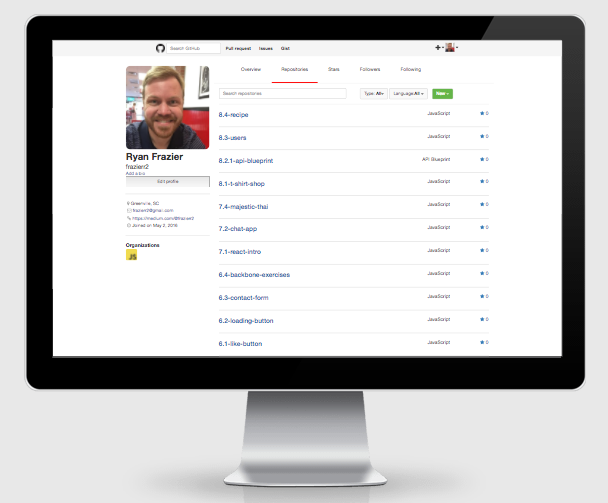 Search GitHub Pull request Issues Gist
Overview Repositories Stars Followers Following
Search repositories Type: All Language: All New
Ryan Frazier
frazierr2
Add a bio
Edit profile
Greenville, SC
frazierr2@gmail.com
https://medium.com/@frazierr2
Joined on May 2, 2016
Organizations
JS
8.4-recipe JavaScript 0
8.3-users JavaScript 0
8.2.1-api-blueprint API Blueprint 0
8.1-t-shirt-shop JavaScript 0
7.4-majestic-thai JavaScript 0
7.2-chat-app JavaScript 0
7.1-react-intro JavaScript 0
6.4-backbone-exercises JavaScript 0
6.3-contact-form JavaScript 0
6.2-loading-button JavaScript 0
6.1-like-button JavaScript 0